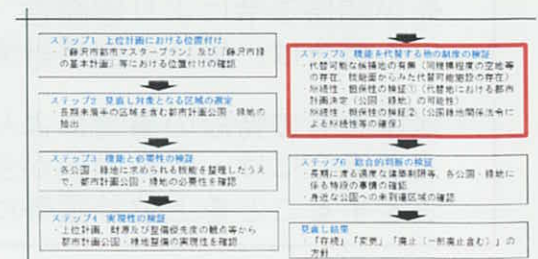 ステップ1 上位計画における位置付け
・「藤沢市都市マスタープラン」及び「藤沢市緑
の基本計画」等における位置付けの確認
ステップ2 見直し対象となる区域の選定
・長期未着手の区域を含む都市計画公園・緑地の
抽出
ステップ3 機能と必要性の検証
・各公園・緑地に求められる機能を整理したうえ
で、都市計画公園・緑地の必要性を確認
ステップ4 実現性の検証
・上位計画、財源及び整備優先度の観点等から
都市計画公園・緑地整備の実現性を確認
ステップ5 機能を代替する他の制度の検証
・代替可能な候補地の有無（同規模程度の空地等
の存在、機能面からみた代替可能施設の存在）
・継続性・担保性の検証①（代替地における都市
計画決定（公園・緑地）の可能性）
・継続性・担保性の検証②（公園緑地関係法令に
よる継続性等の確保）
ステップ6 総合的判断の検証
・長期に渡る過度な建築制限等、各公園・緑地に
係る特段の事情の確認
・身近な公園への未到達区域の確認
見直し結果
・「存続」「変更」「廃止（一部廃止含む）」の
方針